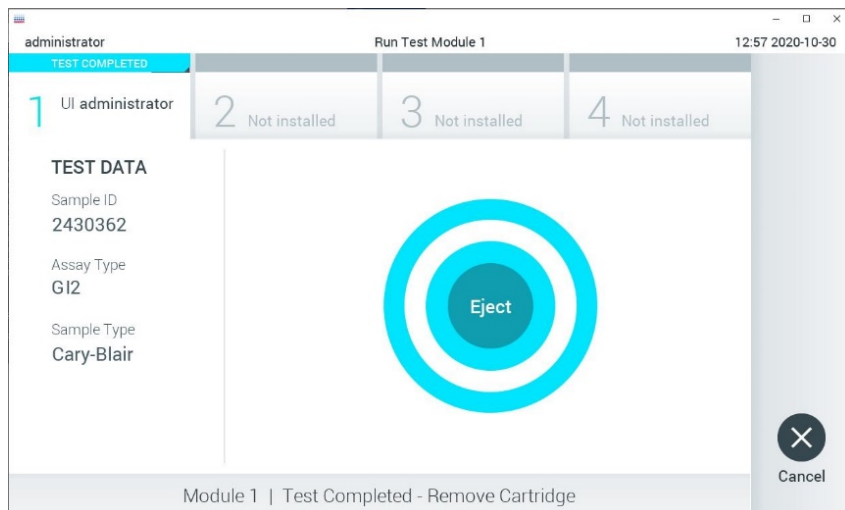 administrator Run Test Module 1 12:57 2020-10-30
TEST COMPLETED
1 UI administrator
2 Not installed
3 Not installed
4 Not installed
TEST DATA
Sample ID
2430362
Assay Type
GI2
Sample Type
Cary-Blair
Eject
Cancel
Module 1 | Test Completed - Remove Cartridge